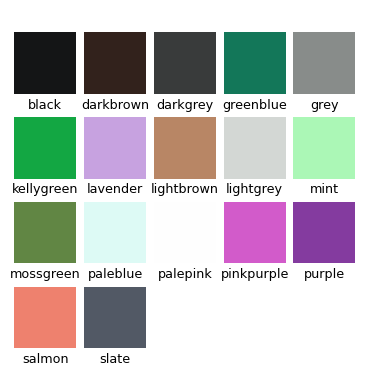 black darkbrown darkgrey greenblue grey
kellygreen lavender lightbrown lightgrey mint
mossgreen paleblue palepink pinkpurple purple
salmon slate